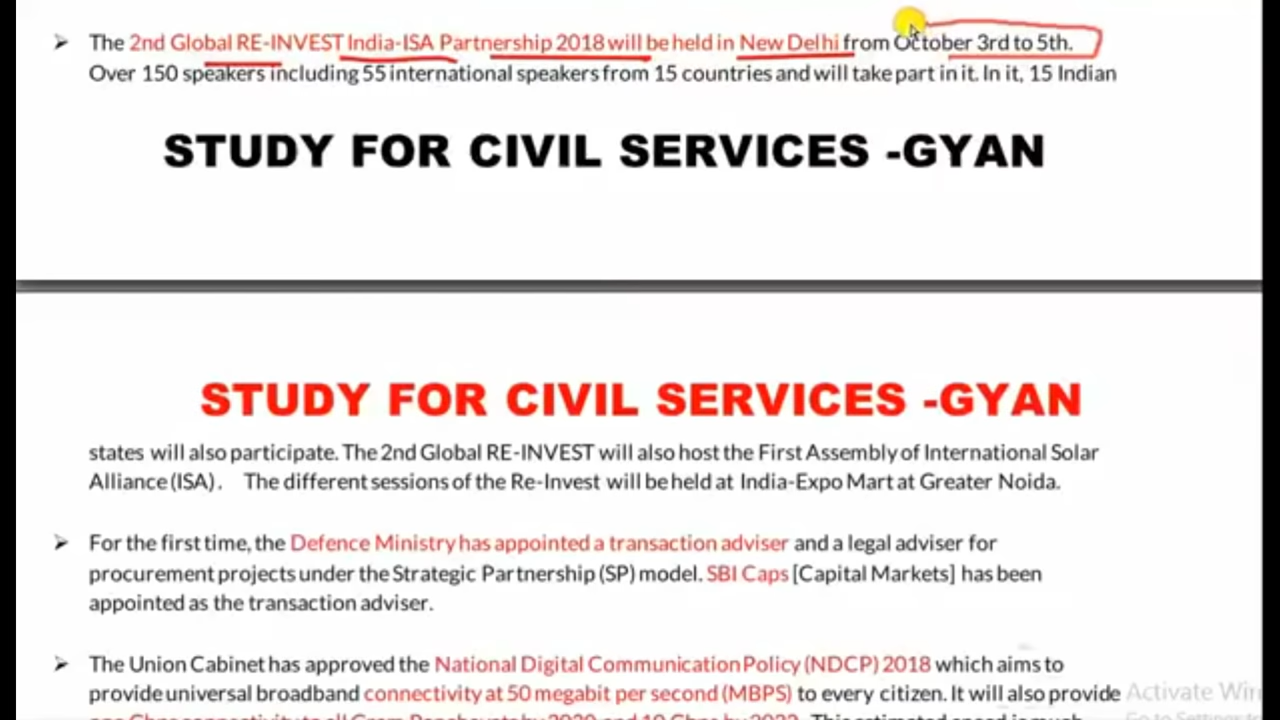 ➢ The 2nd Global RE-INVEST India-ISA Partnership 2018 will be held in New Delhi from October 3rd to 5th.
Over 150 speakers including 55 international speakers from 15 countries and will take part in it. In it, 15 Indian
STUDY FOR CIVIL SERVICES -GYAN
STUDY FOR CIVIL SERVICES -GYAN
states will also participate. The 2nd Global RE-INVEST will also host the First Assembly of International Solar
Alliance (ISA). The different sessions of the Re-Invest will be held at India-Expo Mart at Greater Noida.
➢ For the first time, the Defence Ministry has appointed a transaction adviser and a legal adviser for
procurement projects under the Strategic Partnership (SP) model. SBI Caps [Capital Markets] has been
appointed as the transaction adviser.
➢ The Union Cabinet has approved the National Digital Communication Policy (NDCP) 2018 which aims to
provide universal broadband connectivity at 50 megabit per second (MBPS) to every citizen. It will also provide
Activate Win